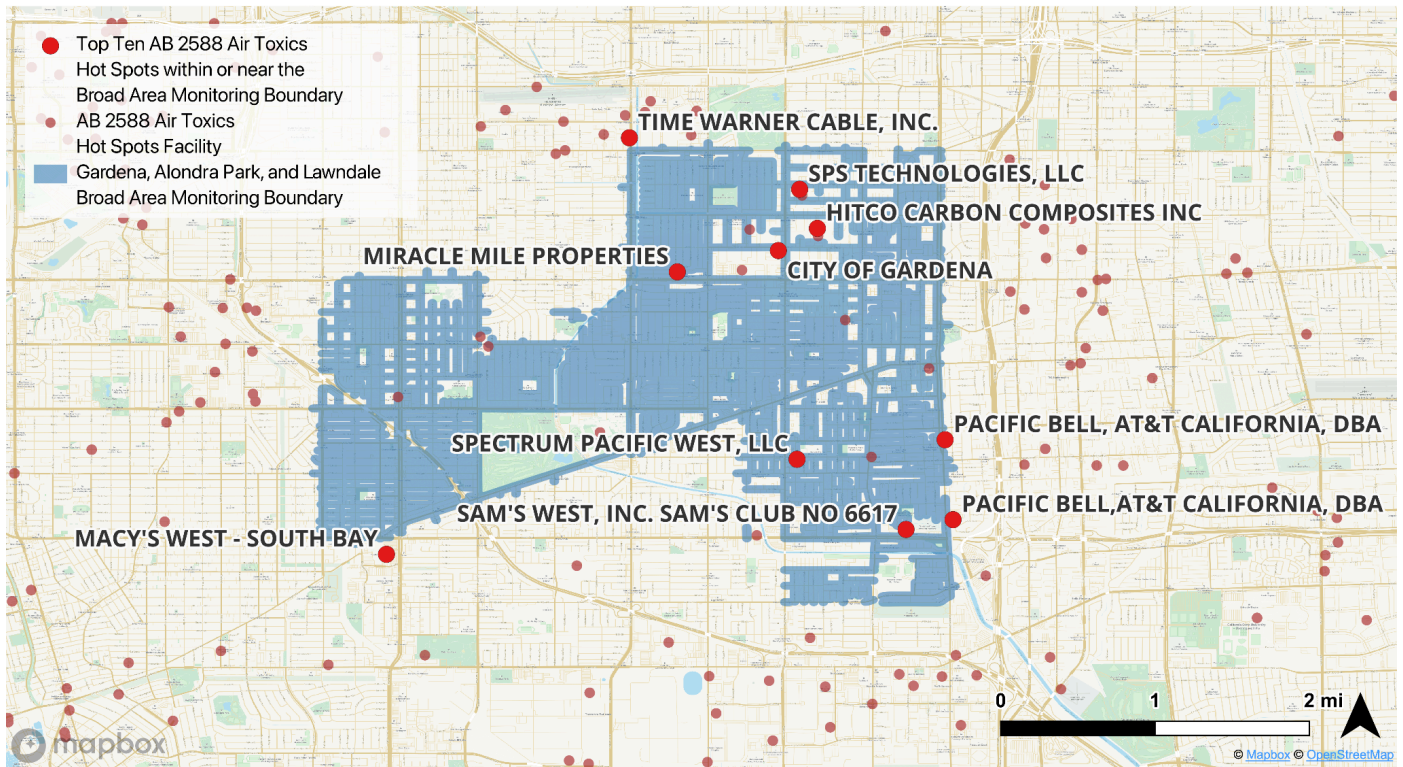 Top Ten AB 2588 Air Toxics
Hot Spots within or near the
Broad Area Monitoring Boundary
AB 2588 Air Toxics
Hot Spots Facility
Gardena, Alondra Park, and Lawndale
Broad Area Monitoring Boundary
TIME WARNER CABLE, INC.
SPS TECHNOLOGIES, LLC
HITCO CARBON COMPOSITES INC
MIRACLE MILE PROPERTIES
CITY OF GARDENA
PACIFIC BELL, AT&T CALIFORNIA, DBA
SPECTRUM PACIFIC WEST, LLC
PACIFIC BELL,AT&T CALIFORNIA, DBA
SAM'S WEST, INC. SAM'S CLUB NO 6617
MACY'S WEST - SOUTH BAY
0 1 2 mi
mapbox
© Mapbox © OpenStreetMap